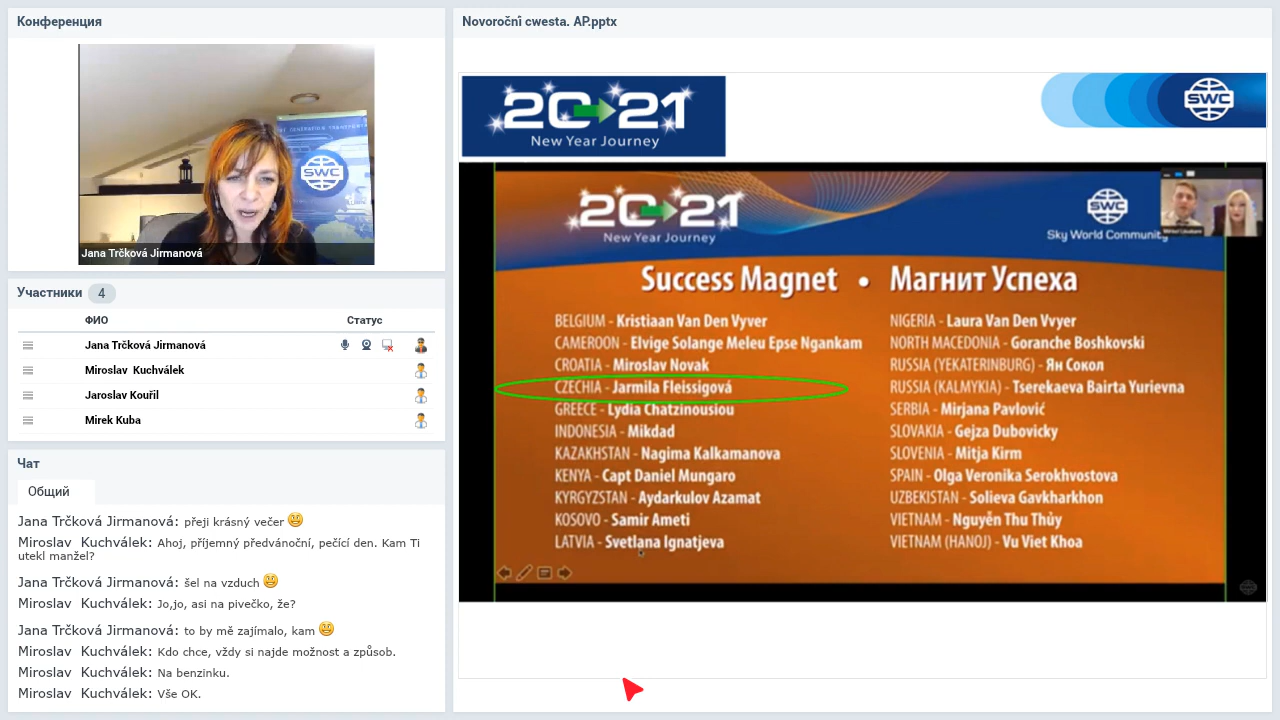 Конференция
Jana Trčková Jirmanová
SWC
Участники 4
ФИО Статус
Jana Trčková Jirmanová
Miroslav Kuchválek
Jaroslav Kouřil
Mirek Kuba
Чат
Общий
Jana Trčková Jirmanová: přeji krásný večer
Miroslav Kuchválek: Ahoj, příjemný předvánoční, pečící den. Kam Ti
utekl manžel?
Jana Trčková Jirmanová: šel na vzduch
Miroslav Kuchválek: Jo,jo, asi na pivečko, že?
Jana Trčková Jirmanová: to by mě zajímalo, kam
Miroslav Kuchválek: Kdo chce, vždy si najde možnost a způsob.
Miroslav Kuchválek: Na benzinku.
Miroslav Kuchválek: Vše OK.
Novoroční cwesta. AP.pptx
20 21
New Year Journey
SWC
20 21
New Year Journey
SWC
Sky World Community
Success Magnet • Магнит Успеха
BELGIUM - Kristiaan Van Den Vyver
CAMEROON - Elvige Solange Meleu Epse Ngankam
CROATIA - Miroslav Novak
CZECHIA - Jarmila Fleissigová
GREECE - Lydia Chatzinousiou
INDONESIA - Mikdad
KAZAKHSTAN - Nagima Kalkamanova
KENYA - Capt Daniel Mungaro
KYRGYZSTAN - Aydarkulov Azamat
KOSOVO - Samir Ameti
LATVIA - Svetlana Ignatjeva
NIGERIA - Laura Van Den Vvyer
NORTH MACEDONIA - Goranche Boshkovski
RUSSIA (YEKATERINBURG) - Ян Сокол
RUSSIA (KALMYKIA) - Tserekaeva Bairta Yurievna
SERBIA - Mirjana Pavlović
SLOVAKIA - Gejza Dubovicky
SLOVENIA - Mitja Kirm
SPAIN - Olga Veronika Serokhvostova
UZBEKISTAN - Solieva Gavkharkhon
VIETNAM - Nguyễn Thu Thủy
VIETNAM (HANOJ) - Vu Viet Khoa